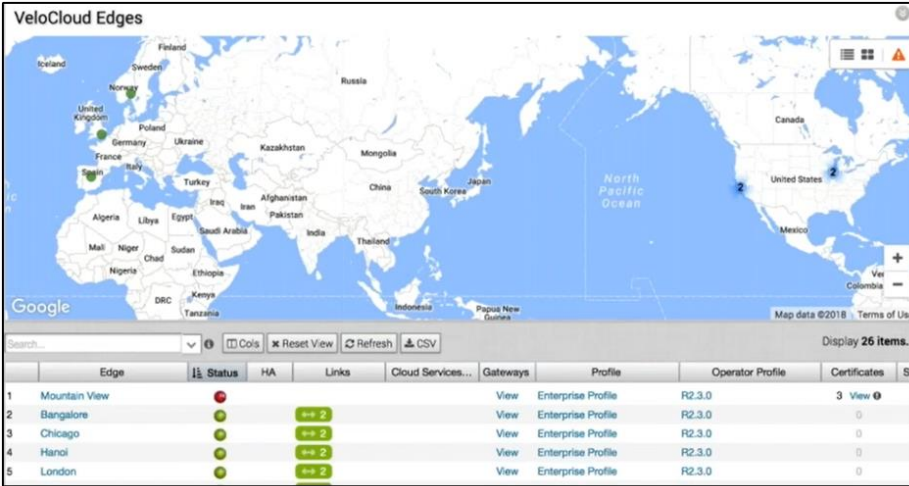 VeloCloud Edges
Finland
Iceland
Sweden
Norway
Russia
United
Kingdom
Canada
Poland
Germany
Ukraine
France
Kazakhstan
Mongolia
Italy
Spain
Turkey
North
Pacific
Ocean
United States
2
2
China
South Korea
Japan
Afghanistan
Iraq
Iran
Pakistan
Algeria
Libya
Egypt
Saudi Arabia
India
Mexico
Mali
Niger
Chad
Sudan
Thailand
Nigeria
Ethiopia
Colombia
DRC
Kenya
Tanzania
Indonesia
Papua New
Guinea
+
−
Google
Map data ©2018 Terms of Us
Search...
Cols
Reset View
Refresh
CSV
Display 26 items.
Edge Status HA Links Cloud Services... Gateways Profile Operator Profile Certificates S
1 Mountain View View Enterprise Profile R2.3.0 3 View
2 Bangalore 2 View Enterprise Profile R2.3.0 0
3 Chicago 2 View Enterprise Profile R2.3.0 0
4 Hanoi 2 View Enterprise Profile R2.3.0 0
5 London 2 View Enterprise Profile R2.3.0 0